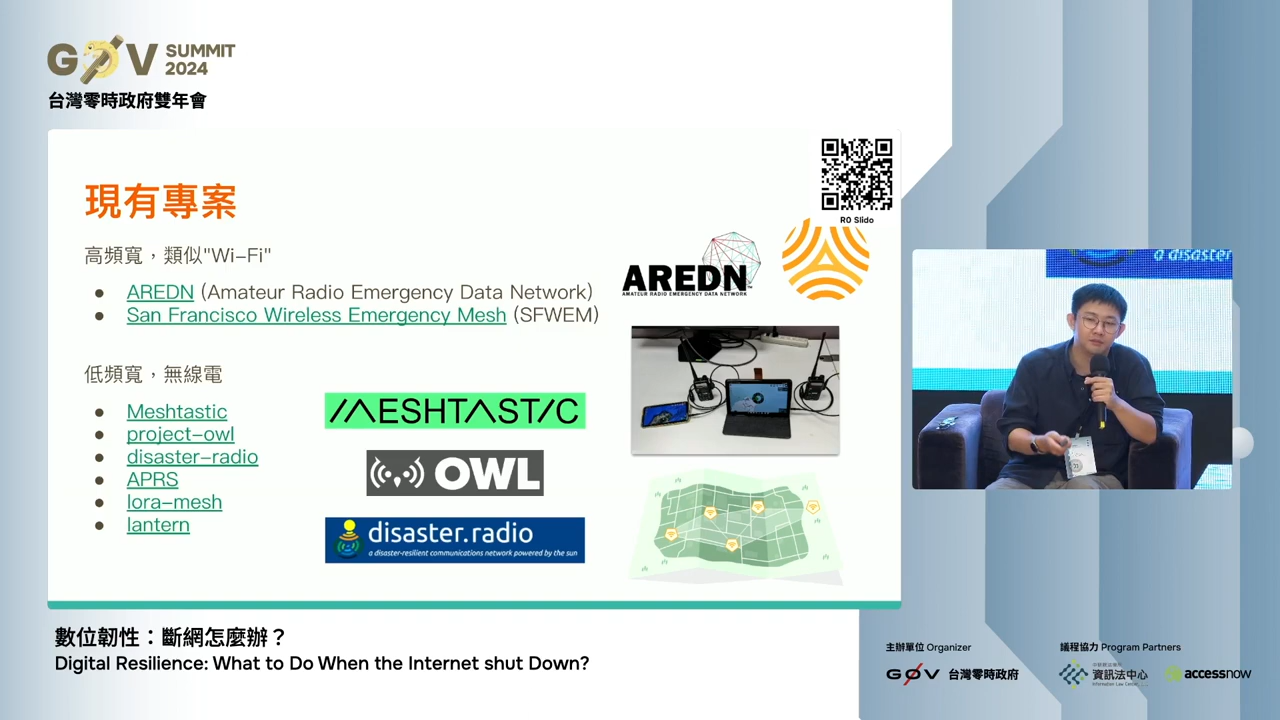 G0V SUMMIT 2024
台灣零時政府雙年會
現有專案
R0 Slido
高頻寬，類似"Wi-Fi"
AREDN (Amateur Radio Emergency Data Network)
San Francisco Wireless Emergency Mesh (SFWEM)
AREDN
AMATEUR RADIO EMERGENCY DATA NETWORK
低頻寬，無線電
Meshtastic
project-owl
disaster-radio
APRS
lora-mesh
lantern
MESHTASTIC
OWL
disaster.radio
a disaster-resilient communications network powered by the sun
a disaster
數位韌性：斷網怎麼辦？
Digital Resilience: What to Do When the Internet shut Down?
主辦單位 Organizer
G0V 台灣零時政府
議程協力 Program Partners
資訊法中心
Information Law Center
accessnow